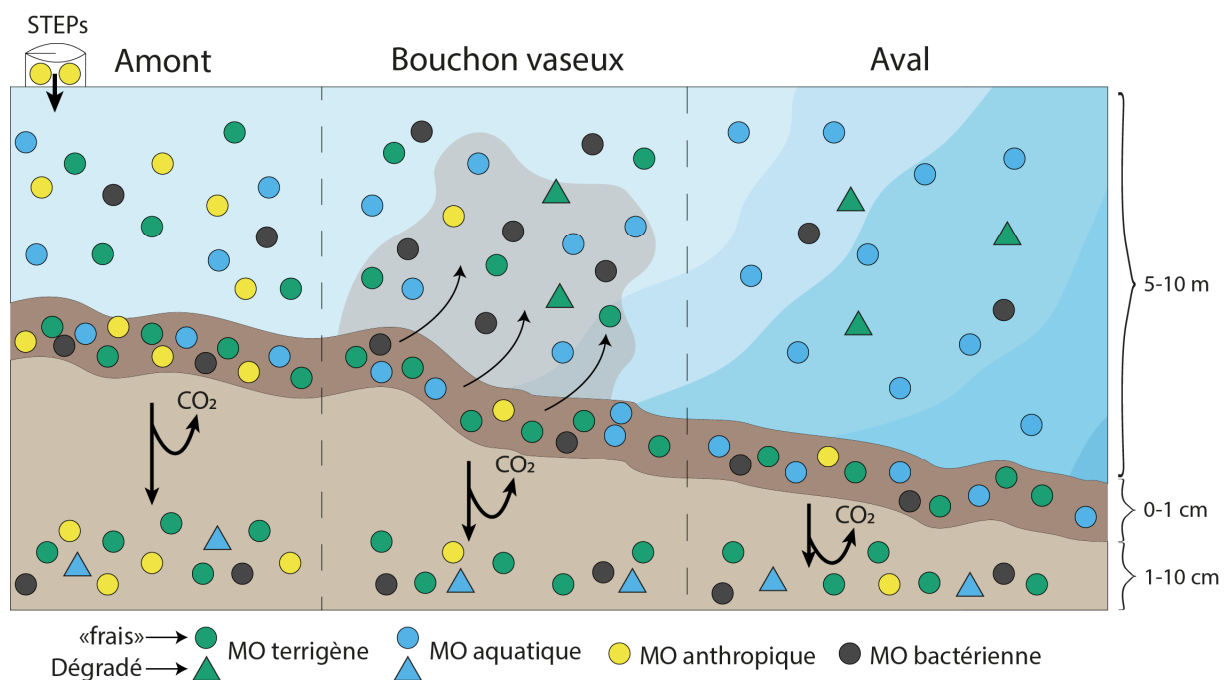 STEPs
Amont
Bouchon vaseux
Aval
5-10 m
CO₂
CO₂
CO₂
0-1 cm
1-10 cm
«frais»
Dégradé
MO terrigène
MO aquatique
MO anthropique
MO bactérienne